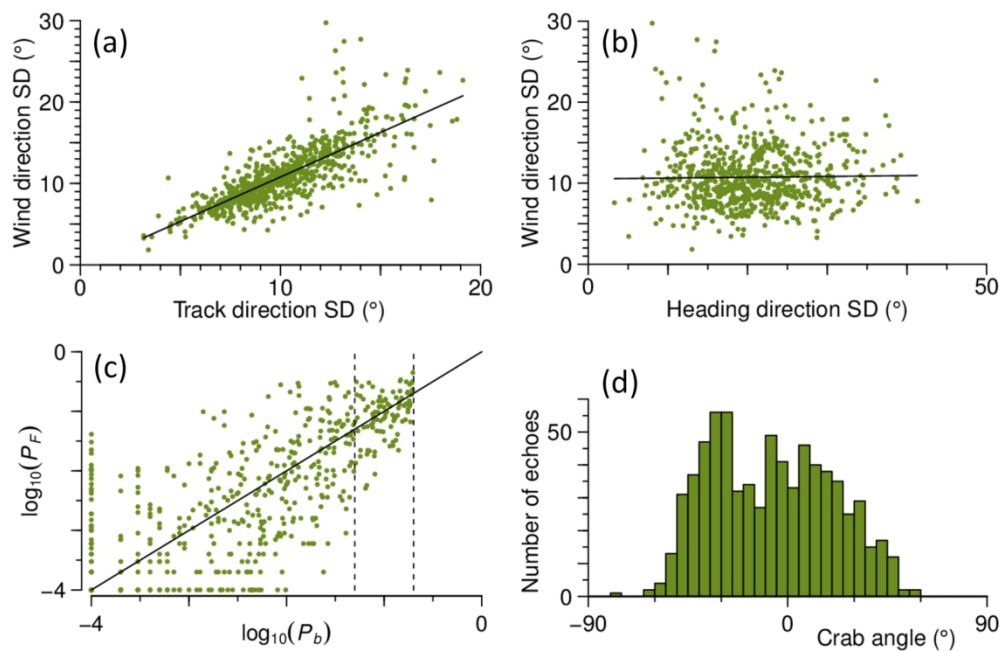 (a)
30
20
10
0
Wind direction SD (°)
0 10 20
Track direction SD (°)
(b)
30
20
10
0
Wind direction SD (°)
0 50
Heading direction SD (°)
(c)
0
−4
log10(PF)
−4 0
log10(Pb)
(d)
50
0
Number of echoes
−90 0 90
Crab angle (°)